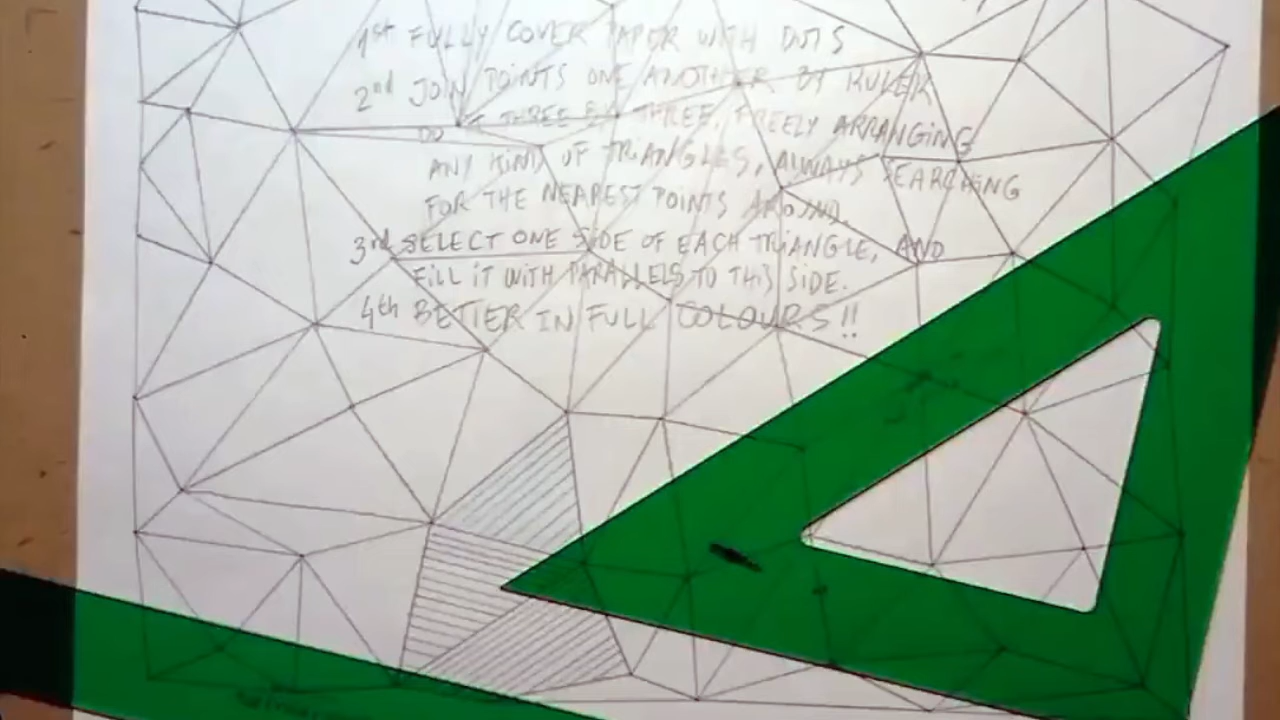 1st FULLY COVER PAPER WITH DOTS
2nd JOIN POINTS ONE ANOTHER BY RULER
THREE BY THREE, FREELY ARRANGING
ANY KIND OF TRIANGLES, ALWAYS SEARCHING
FOR THE NEAREST POINTS AROUND.
3rd SELECT ONE SIDE OF EACH TRIANGLE, AND
FILL IT WITH PARALLELS TO THIS SIDE.
4th BETTER IN FULL COLOURS!!